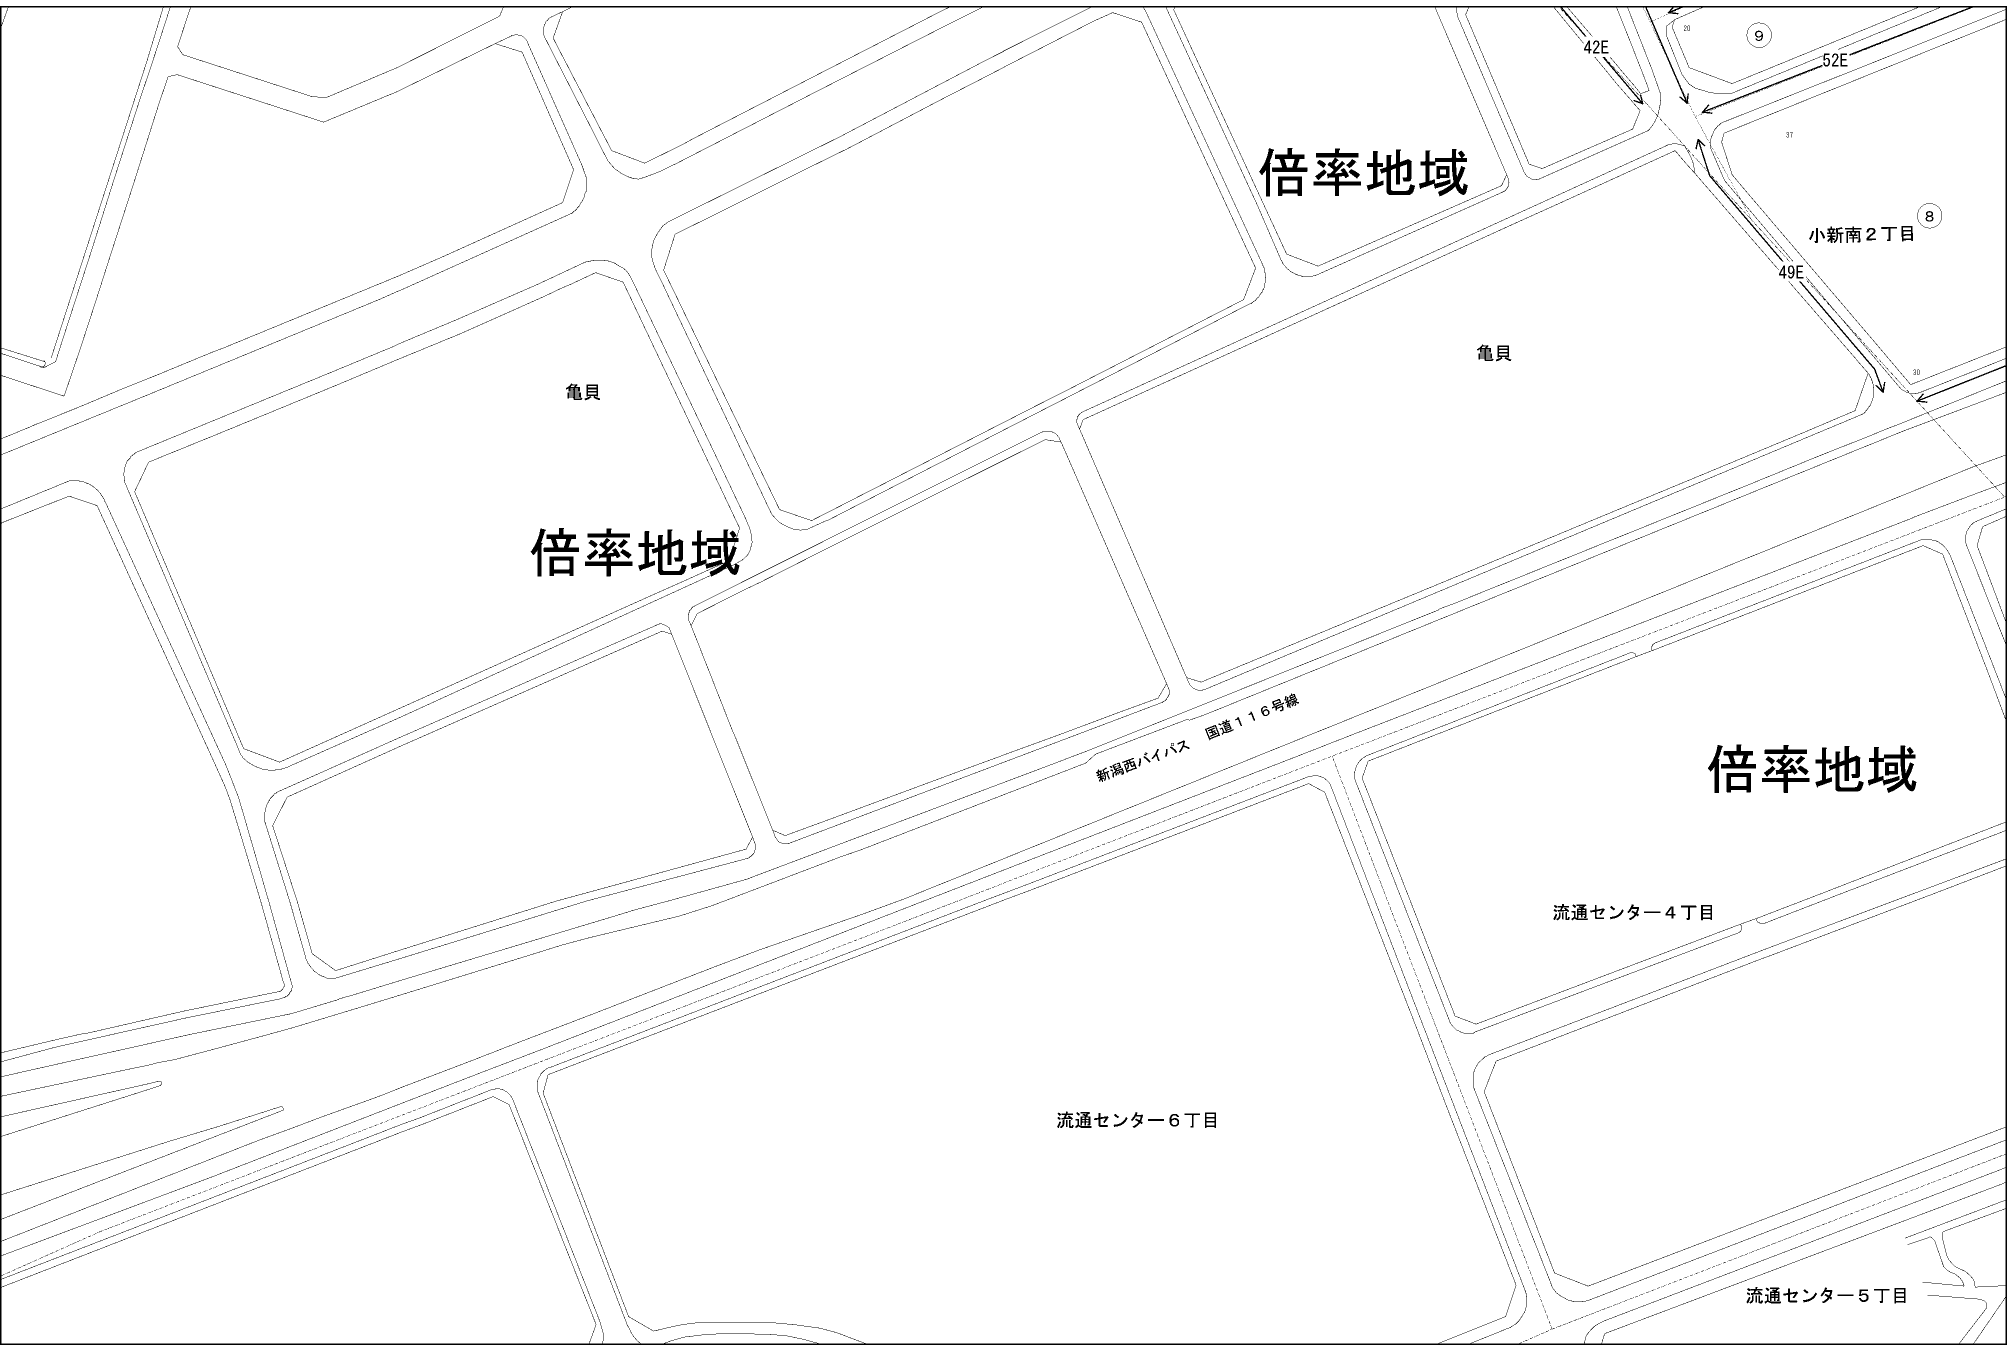 20
9
42E
52E
37
倍率地域
8
小新南２丁目
49E
亀貝
30
亀貝
倍率地域
新潟西バイパス　国道１１６号線
倍率地域
流通センター４丁目
流通センター６丁目
流通センター５丁目